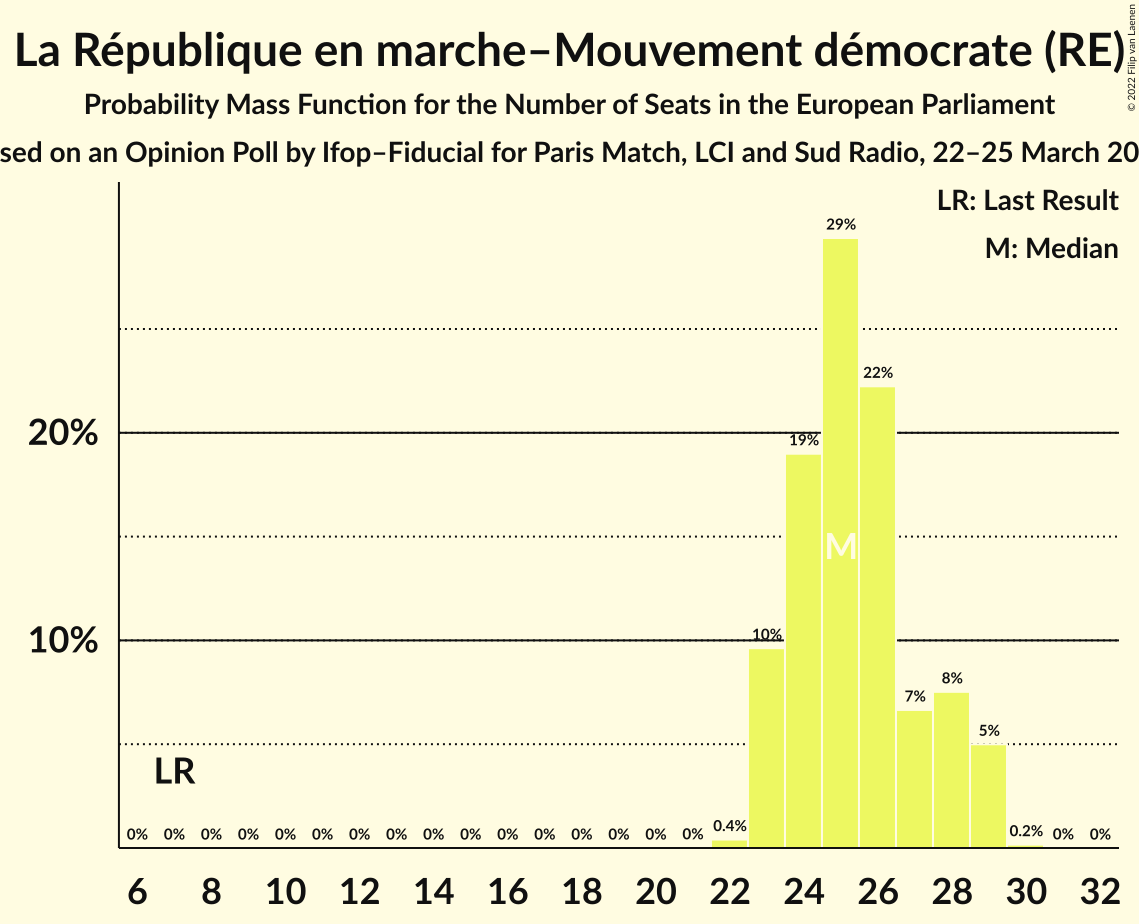 La République en marche–Mouvement démocrate (RE)
© 2022 Filip van Laenen
Probability Mass Function for the Number of Seats in the European Parliament
sed on an Opinion Poll by Ifop–Fiducial for Paris Match, LCI and Sud Radio, 22–25 March 20
LR: Last Result
M: Median
29%
22%
20%
19%
M
10%
10%
8%
7%
5%
LR
0% 0% 0% 0% 0% 0% 0% 0% 0% 0% 0% 0% 0% 0% 0% 0% 0.4% 0.2% 0% 0%
6 8 10 12 14 16 18 20 22 24 26 28 30 32